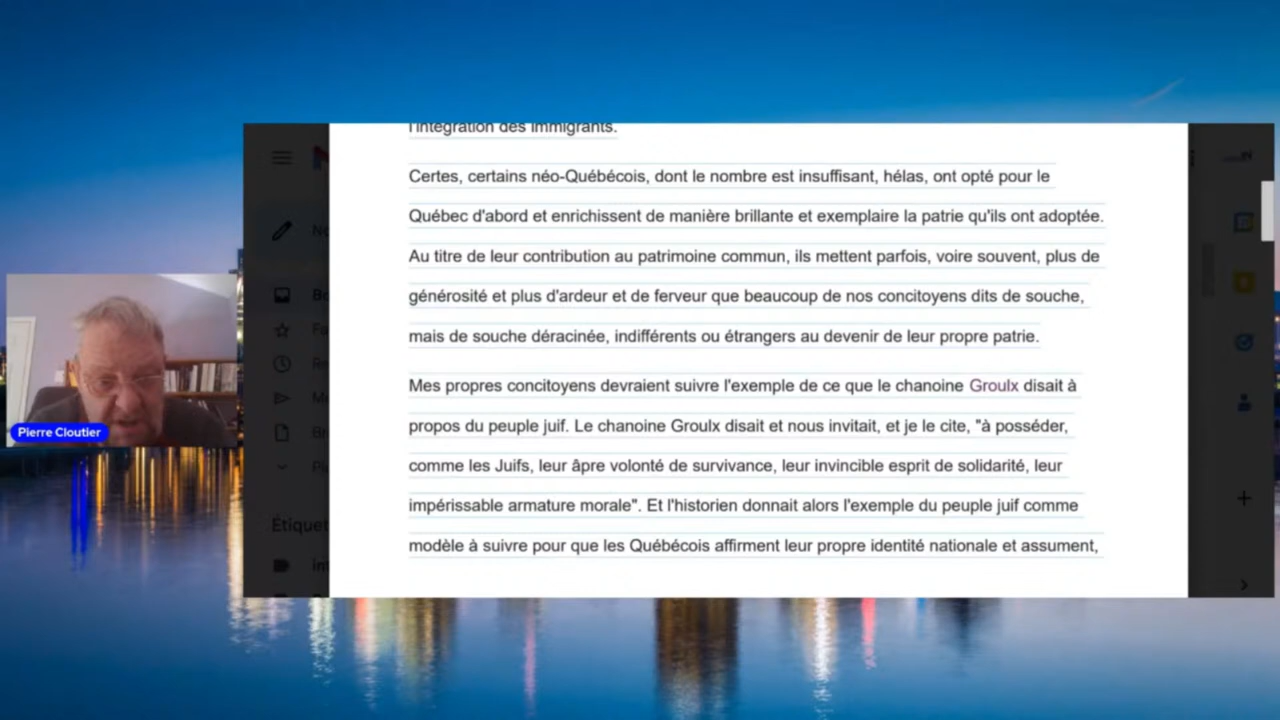 l'intégration des immigrants.
Certes, certains néo-Québécois, dont le nombre est insuffisant, hélas, ont opté pour le
Québec d'abord et enrichissent de manière brillante et exemplaire la patrie qu'ils ont adoptée.
Au titre de leur contribution au patrimoine commun, ils mettent parfois, voire souvent, plus de
générosité et plus d'ardeur et de ferveur que beaucoup de nos concitoyens dits de souche,
mais de souche déracinée, indifférents ou étrangers au devenir de leur propre patrie.
Mes propres concitoyens devraient suivre l'exemple de ce que le chanoine Groulx disait à
propos du peuple juif. Le chanoine Groulx disait et nous invitait, et je le cite, "à posséder,
comme les Juifs, leur âpre volonté de survivance, leur invincible esprit de solidarité, leur
impérissable armature morale". Et l'historien donnait alors l'exemple du peuple juif comme
modèle à suivre pour que les Québécois affirment leur propre identité nationale et assument,
Pierre Cloutier
Étiquet